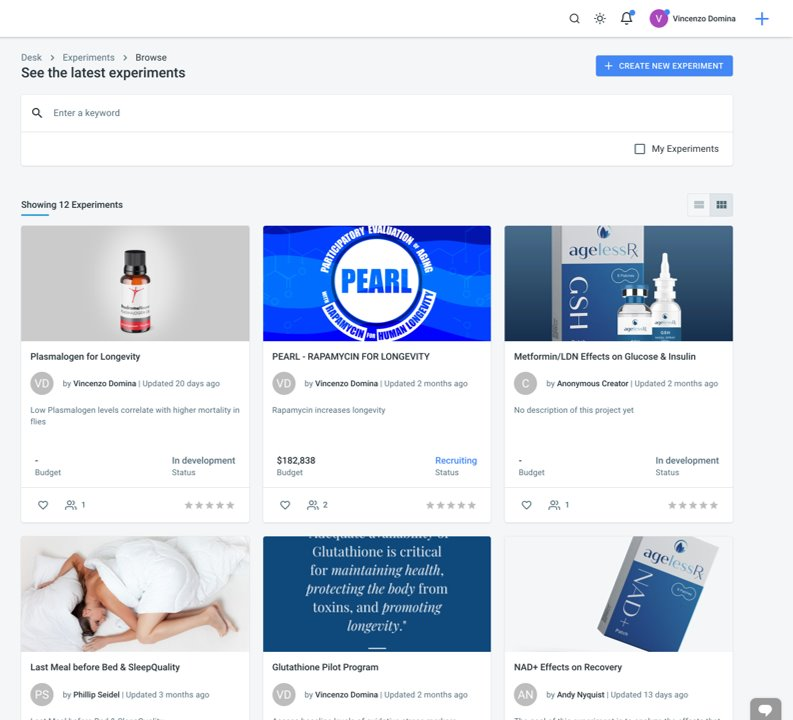 V Vincenzo Domina
Desk > Experiments > Browse
See the latest experiments
+ CREATE NEW EXPERIMENT
Enter a keyword
My Experiments
Showing 12 Experiments
PARTICIPATORY EVALUATION OF AGING
PEARL
WITH RAPAMYCIN FOR HUMAN LONGEVITY
agelessRx
GSH
agelessRx
GSH
Plasmalogen for Longevity
VD by Vincenzo Domina | Updated 20 days ago
Low Plasmalogen levels correlate with higher mortality in
flies
- In development
Budget Status
1
PEARL - RAPAMYCIN FOR LONGEVITY
VD by Vincenzo Domina | Updated 2 months ago
Rapamycin increases longevity
$182,838 Recruiting
Budget Status
2
Metformin/LDN Effects on Glucose & Insulin
C by Anonymous Creator | Updated 2 months ago
No description of this project yet
- In development
Budget Status
1
Last Meal before Bed & SleepQuality
PS by Phillip Seidel | Updated 3 months ago
Glutathione is critical
for maintaining health,
protecting the body from
toxins, and promoting
longevity."
Glutathione Pilot Program
VD by Vincenzo Domina | Updated 2 months ago
agelessRx
NAD+
Patch
NAD+ Effects on Recovery
AN by Andy Nyquist | Updated 13 days ago